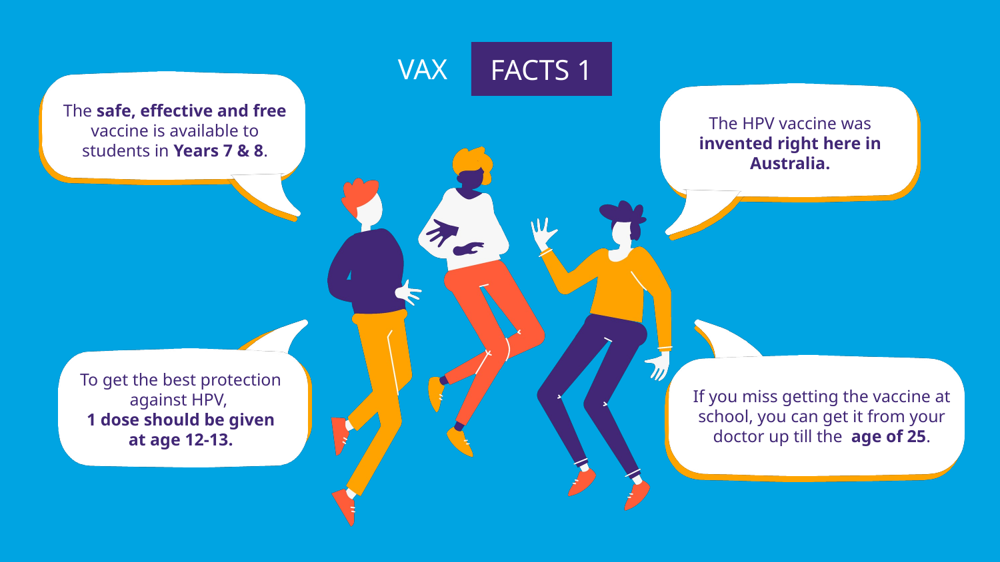 VAX FACTS 1
The safe, effective and free
vaccine is available to
students in Years 7 & 8.
The HPV vaccine was
invented right here in
Australia.
To get the best protection
against HPV,
1 dose should be given
at age 12-13.
If you miss getting the vaccine at
school, you can get it from your
doctor up till the  age of 25.